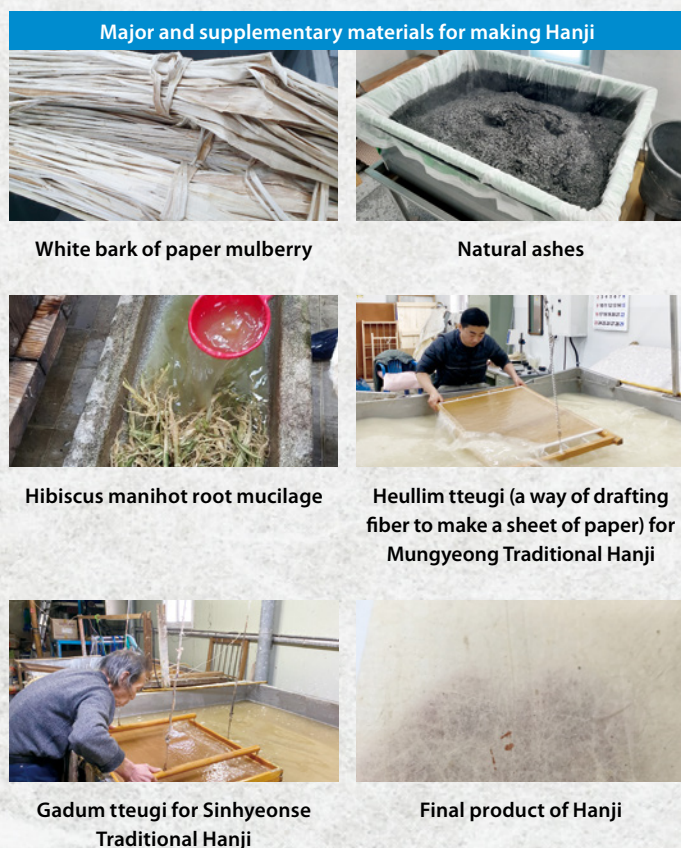 Major and supplementary materials for making Hanji
White bark of paper mulberry
Natural ashes
Hibiscus manihot root mucilage
Heullim tteugi (a way of drafting
fiber to make a sheet of paper) for
Mungyeong Traditional Hanji
Gadum tteugi for Sinhyeonse
Traditional Hanji
Final product of Hanji